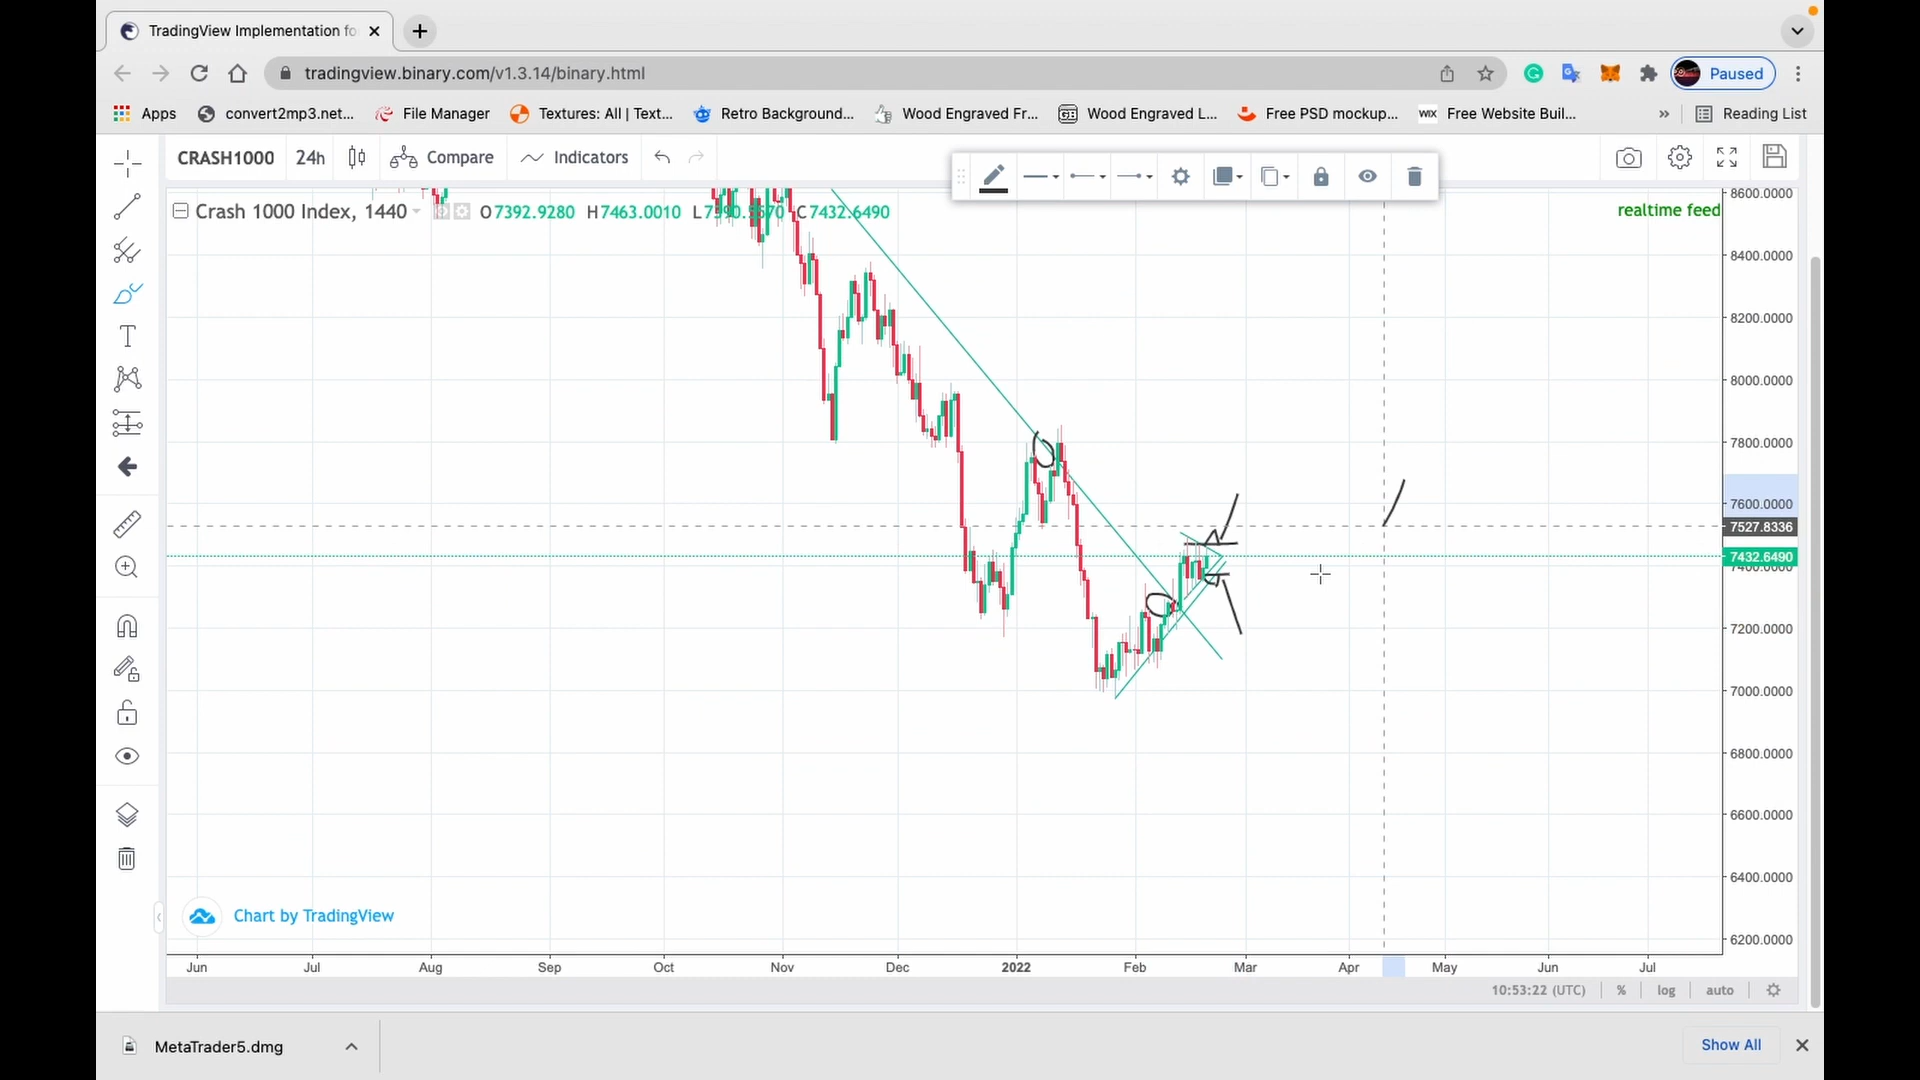 TradingView Implementation fo
tradingview.binary.com/v1.3.14/binary.html
Paused
Apps convert2mp3.net... File Manager Textures: All | Text... Retro Background... Wood Engraved Fr... Wood Engraved L... Free PSD mockup... WiX Free Website Buil... » Reading List
CRASH1000 24h Compare Indicators
Crash 1000 Index, 1440 O7392.9280 H7463.0010 C7432.6490
realtime feed
8600.0000
8400.0000
8200.0000
8000.0000
7800.0000
7600.0000
7527.8336
7432.6490
7400.0000
7200.0000
7000.0000
6800.0000
6600.0000
6400.0000
6200.0000
Chart by TradingView
Jun Jul Aug Sep Oct Nov Dec 2022 Feb Mar Apr May Jun Jul
10:53:22 (UTC) % log auto
MetaTrader5.dmg
Show All